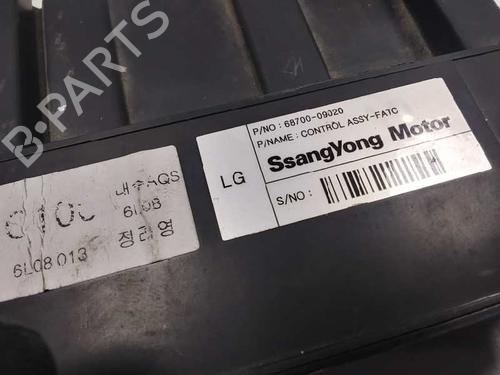 B-PARTS
P/NO : 68700-09020
P/NAME : CONTROL ASSY-FATC
SsangYong Motor
LG
S/NO :
내수AQS
6L08
6L08 013
정리영